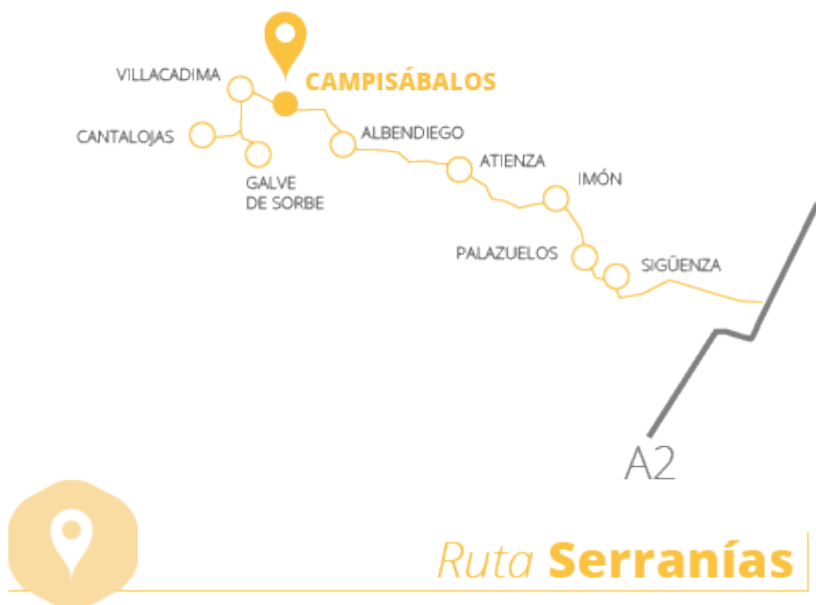 VILLACADIMA
CAMPISÁBALOS
CANTALOJAS
ALBENDIEGO
GALVE
DE SORBE
ATIENZA
IMÓN
PALAZUELOS
SIGÜENZA
A2
Ruta Serranías